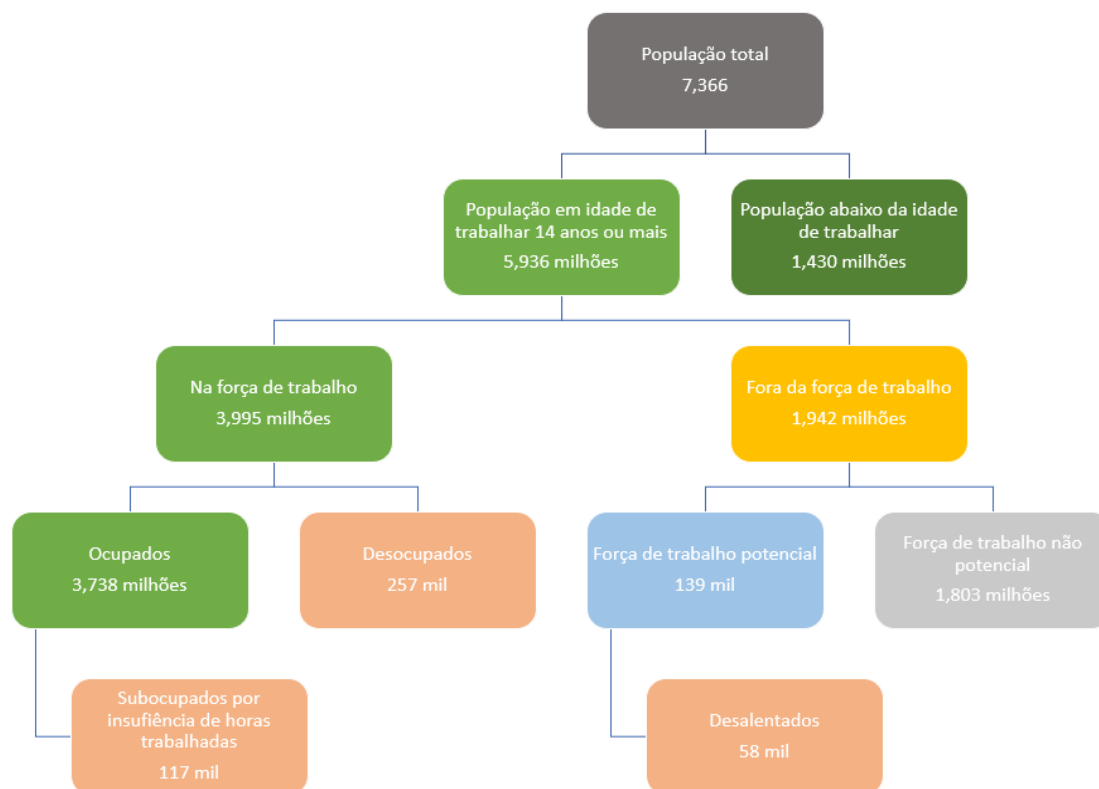 População total
7,366
População em idade de
trabalhar 14 anos ou mais
5,936 milhões
População abaixo da idade
de trabalhar
1,430 milhões
Na força de trabalho
3,995 milhões
Fora da força de trabalho
1,942 milhões
Ocupados
3,738 milhões
Desocupados
257 mil
Força de trabalho potencial
139 mil
Força de trabalho não
potencial
1,803 milhões
Subocupados por
insufiência de horas
trabalhadas
117 mil
Desalentados
58 mil